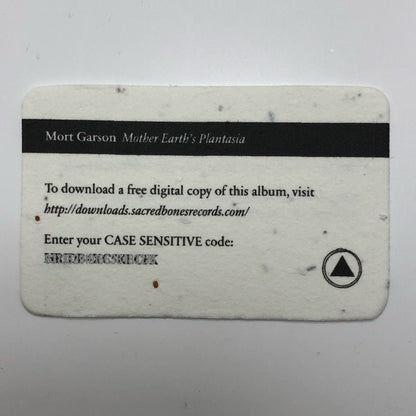 Mort Garson Mother Earth's Plantasia
To download a free digital copy of this album, visit
http://downloads.sacredbonesrecords.com/
Enter your CASE SENSITIVE code: